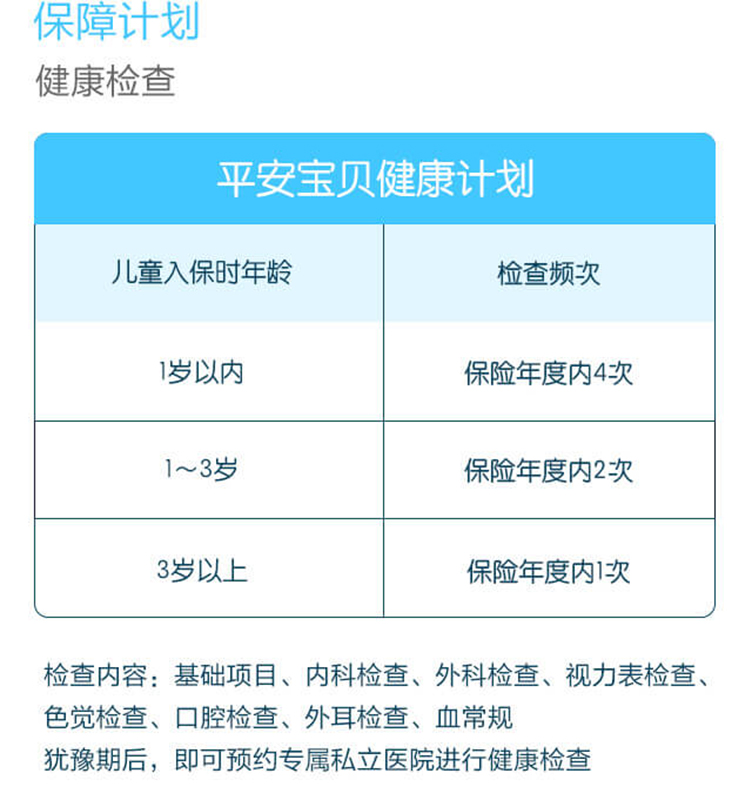 保障计划
健康检查
平安宝贝健康计划
儿童入保时年龄 检查频次
1岁以内 保险年度内4次
1～3岁 保险年度内2次
3岁以上 保险年度内1次
检查内容：基础项目、内科检查、外科检查、视力表检查、
色觉检查、口腔检查、外耳检查、血常规
犹豫期后，即可预约专属私立医院进行健康检查